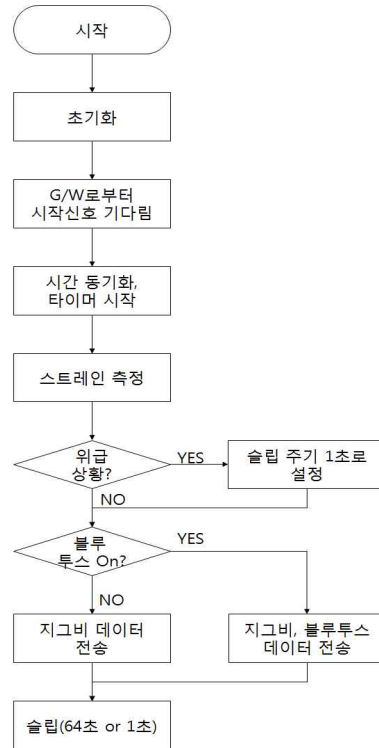 시작
초기화
G/W로부터
시작신호 기다림
시간 동기화,
타이머 시작
스트레인 측정
위급
상황?
YES
슬립 주기 1초로
설정
NO
블루
투스 On?
YES
NO
지그비 데이터
전송
지그비, 블루투스
데이터 전송
슬립(64초 or 1초)